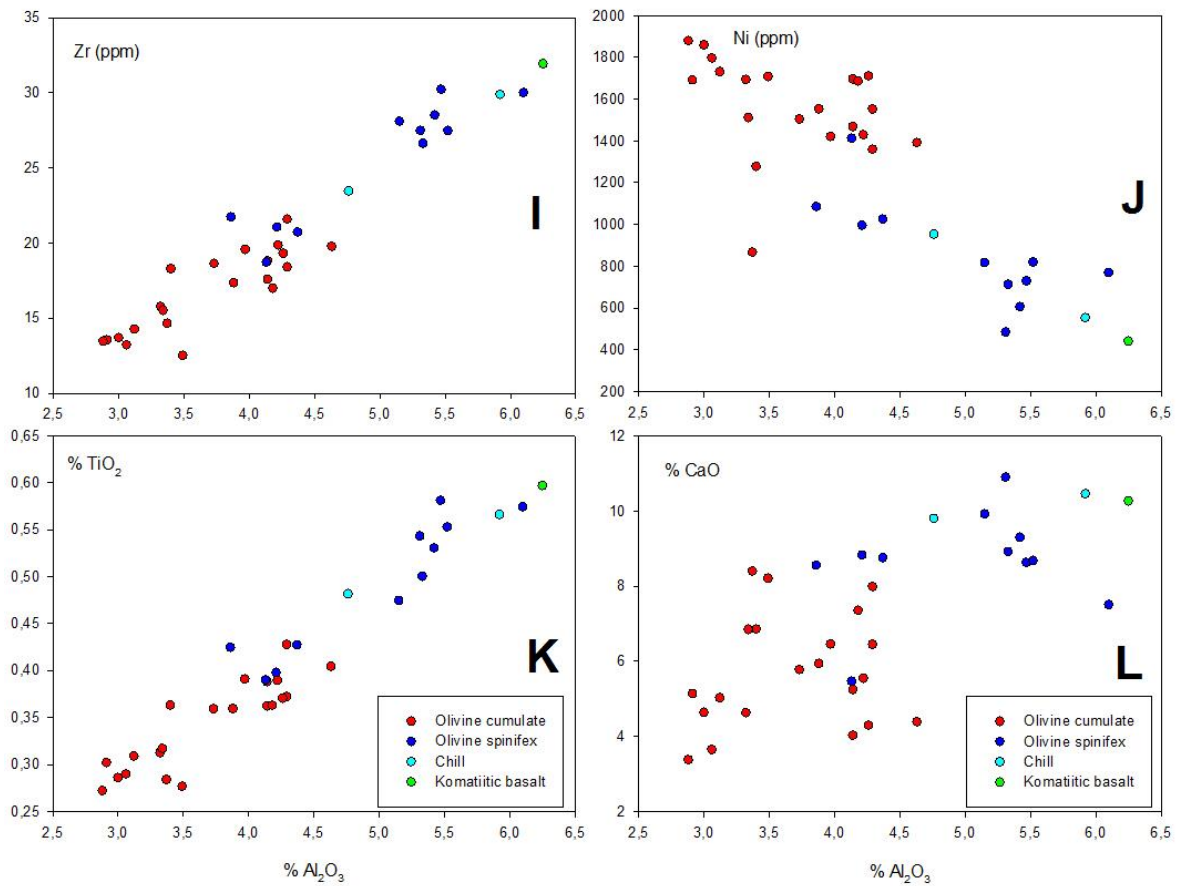 35
Zr (ppm)
30
25
20
15
10
2,5 3,0 3,5 4,0 4,5 5,0 5,5 6,0 6,5
I
2000
Ni (ppm)
1800
1600
1400
1200
1000
800
600
400
200
2,5 3,0 3,5 4,0 4,5 5,0 5,5 6,0 6,5
J
0,65
% TiO₂
0,60
0,55
0,50
0,45
0,40
0,35
0,30
0,25
2,5 3,0 3,5 4,0 4,5 5,0 5,5 6,0 6,5
K
Olivine cumulate
Olivine spinifex
Chill
Komatiitic basalt
% Al₂O₃
12
% CaO
10
8
6
4
2
2,5 3,0 3,5 4,0 4,5 5,0 5,5 6,0 6,5
L
Olivine cumulate
Olivine spinifex
Chill
Komatiitic basalt
% Al₂O₃